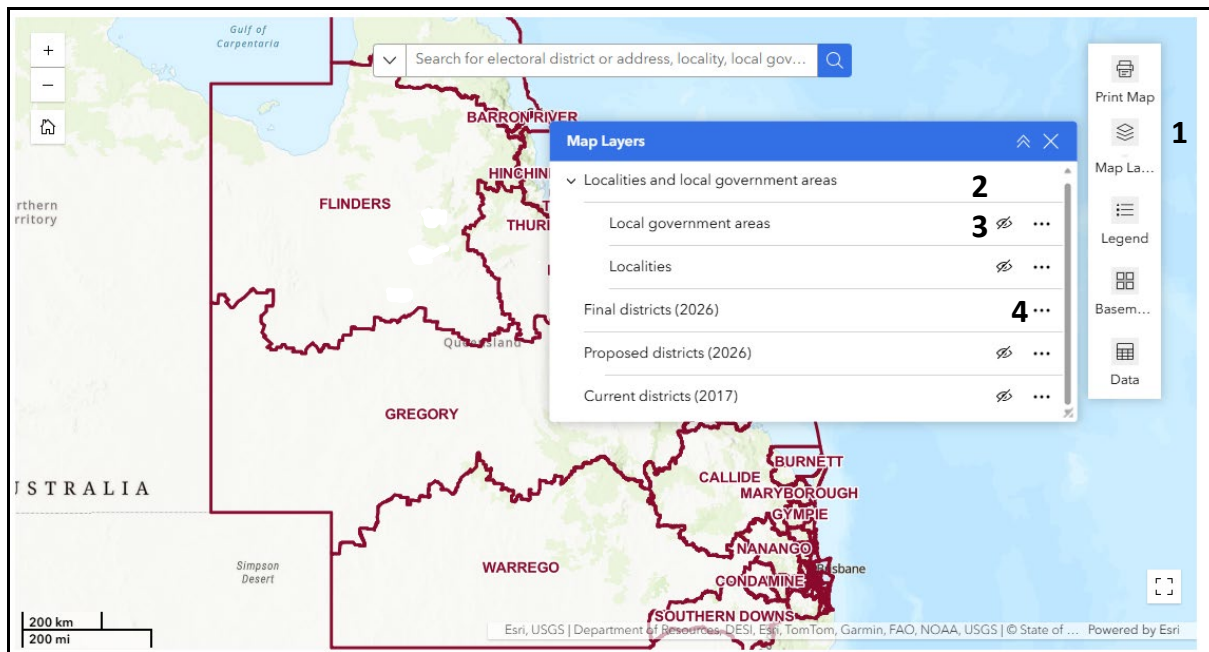 Gulf of
Carpentaria
Search for electoral district or address, locality, local gov...
Print Map
BARRON RIVER
1
Map Layers
Map La...
Localities and local government areas
2
HINCHIN
FLINDERS
rthern
rritory
THURI
Local government areas
3
Legend
Localities
Final districts (2026)
4
Basem...
Queensland
Proposed districts (2026)
Data
Current districts (2017)
GREGORY
BURNETT
CALLIDE
USTRALIA
MARYBOROUGH
GYMPIE
NANANGO
Simpson
Desert
WARREGO
Brisbane
CONDAMINE
SOUTHERN DOWNS
200 km
200 mi
Esri, USGS | Department of Resources, DESI, Esri, TomTom, Garmin, FAO, NOAA, USGS | © State of ... Powered by Esri